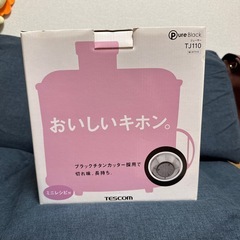 Pure Black
TJ110
おいしいキホン。
ブラックチタンカッター採用で
切れ味、長持ち。
ミニレシピ付
TESCOM